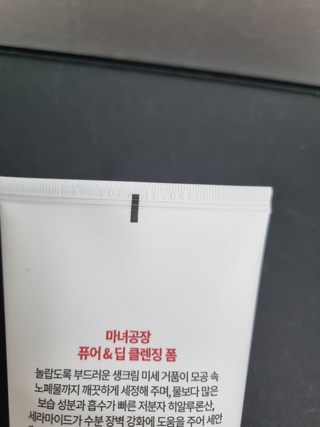 마녀공장
퓨어 & 딥 클렌징 폼
놀랍도록 부드러운 생크림 미세 거품이 모공 속
노폐물까지 깨끗하게 세정해 주며, 물보다 많은
보습 성분과 흡수가 빠른 저분자 히알루론산,
세라마이드가 수분 장벽 강화에 도움을 주어 세안